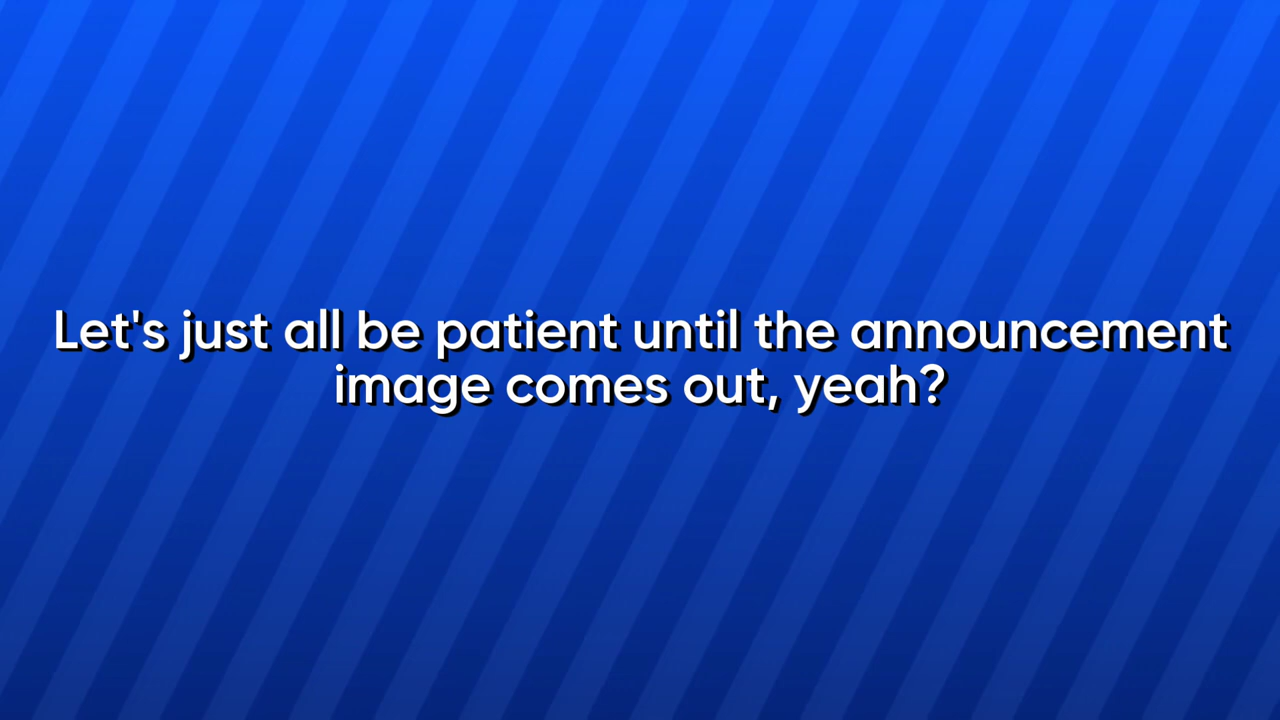 Let's just all be patient until the announcement
image comes out, yeah?